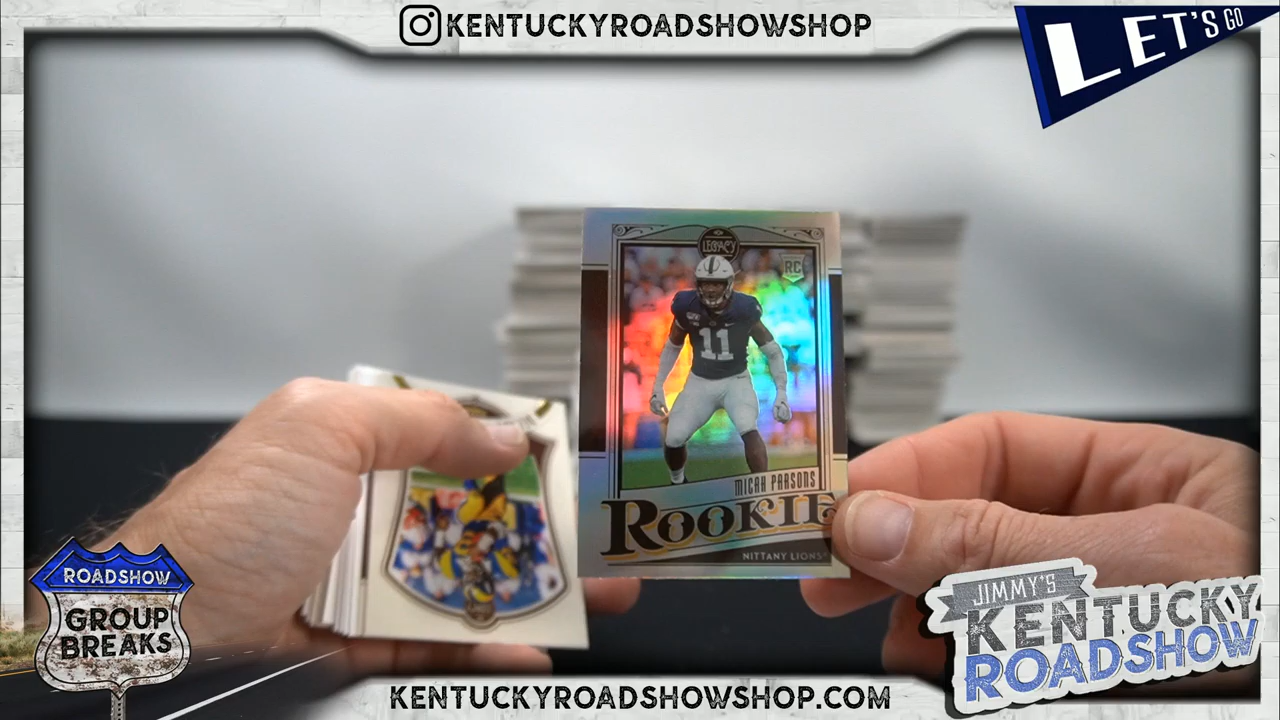 KENTUCKYROADSHOWSHOP
LET'S GO
LEGACY
RC
11
MICAH PARSONS
ROOKIE
NITTANY LIONS
ROADSHOW
GROUP
BREAKS
JIMMY'S
KENTUCKY
ROADSHOW
KENTUCKYROADSHOWSHOP.COM